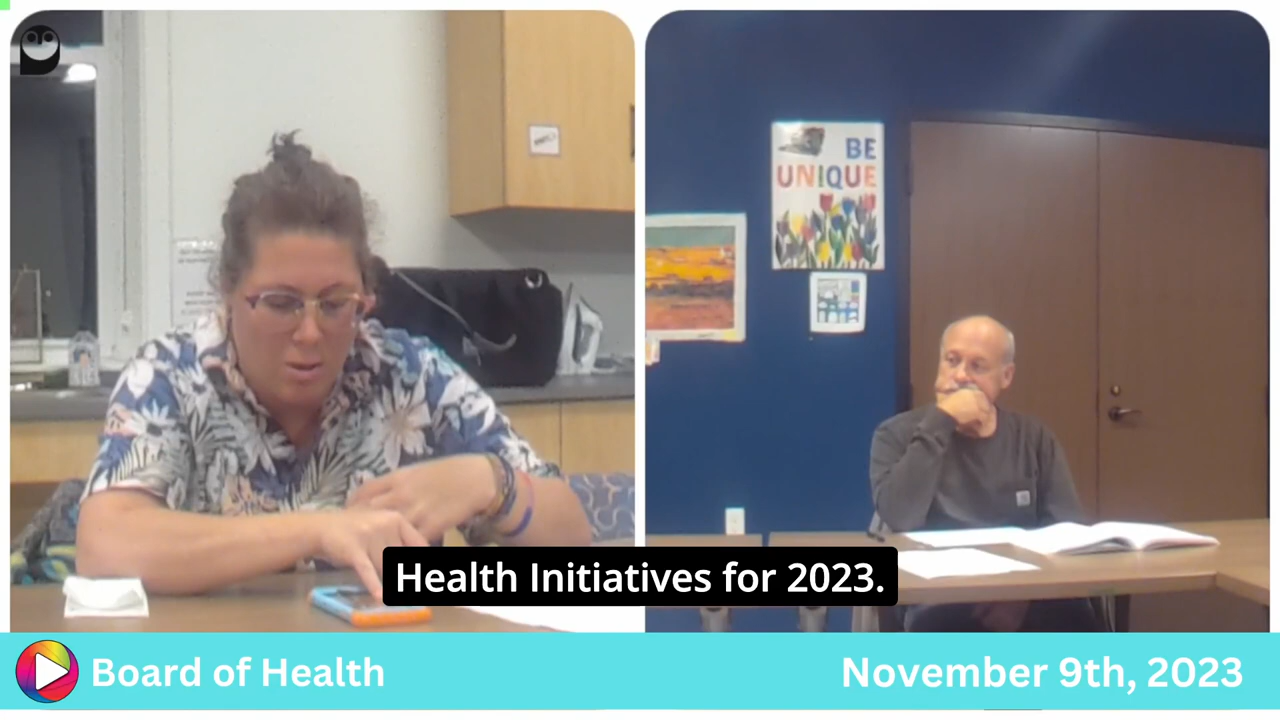 BE
UNIQUE
Health Initiatives for 2023.
Board of Health
November 9th, 2023